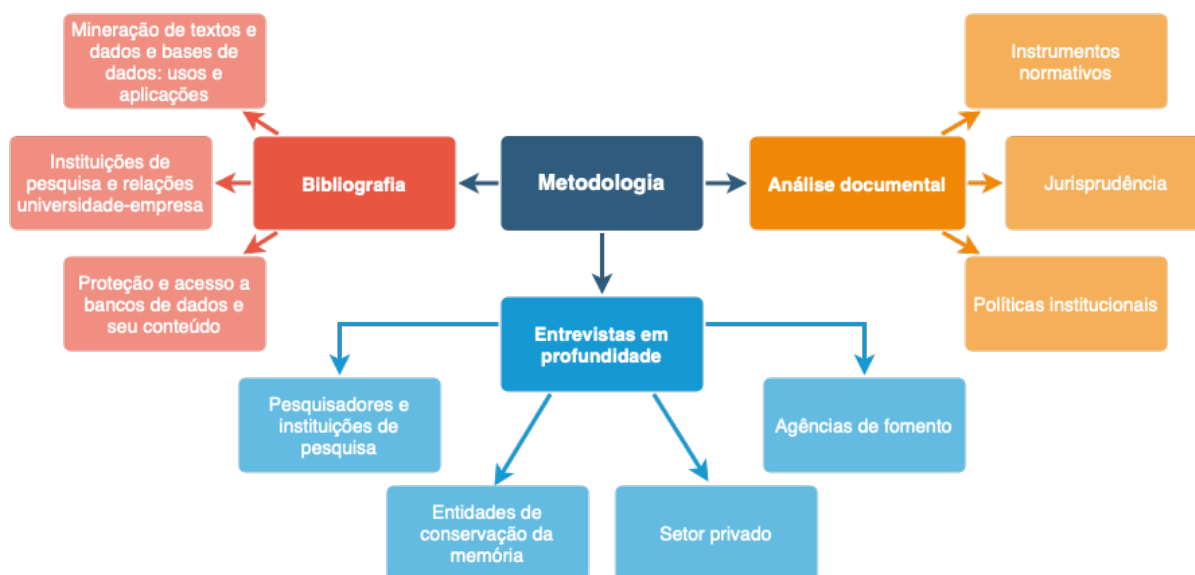 Mineração de textos e
dados e bases de
dados: usos e
aplicações
Instituições de
pesquisa e relações
universidade-empresa
Proteção e acesso a
bancos de dados e
seu conteúdo
Bibliografia
Metodologia
Análise documental
Instrumentos
normativos
Jurisprudência
Políticas institucionais
Entrevistas em
profundidade
Pesquisadores e
instituições de
pesquisa
Entidades de
conservação da
memória
Setor privado
Agências de fomento